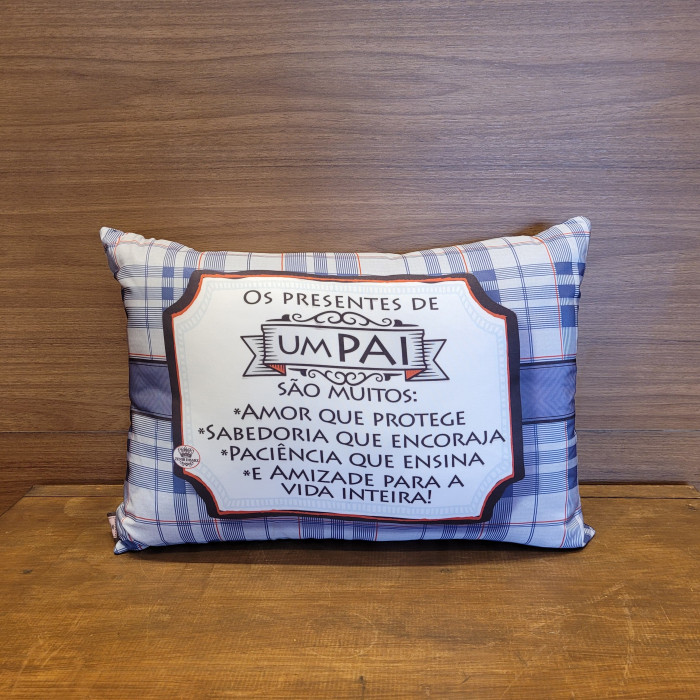 Os presentes de
um PAI
são muitos:
*Amor que protege
*Sabedoria que encoraja
*Paciência que ensina
*e Amizade para a
vida inteira!